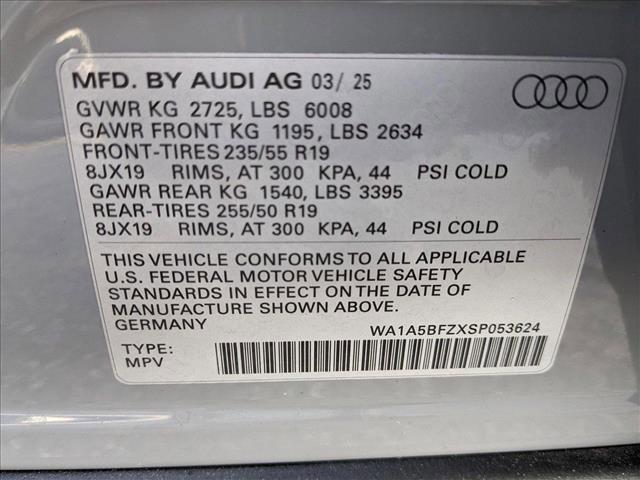 MFD. BY AUDI AG 03/ 25
GVWR KG 2725, LBS 6008
GAWR FRONT KG 1195, LBS 2634
FRONT-TIRES 235/55 R19
8JX19 RIMS, AT 300 KPA, 44 PSI COLD
GAWR REAR KG 1540, LBS 3395
REAR-TIRES 255/50 R19
8JX19 RIMS, AT 300 KPA, 44 PSI COLD
THIS VEHICLE CONFORMS TO ALL APPLICABLE
U.S. FEDERAL MOTOR VEHICLE SAFETY
STANDARDS IN EFFECT ON THE DATE OF
MANUFACTURE SHOWN ABOVE.
GERMANY WA1A5BFZXSP053624
TYPE:
MPV